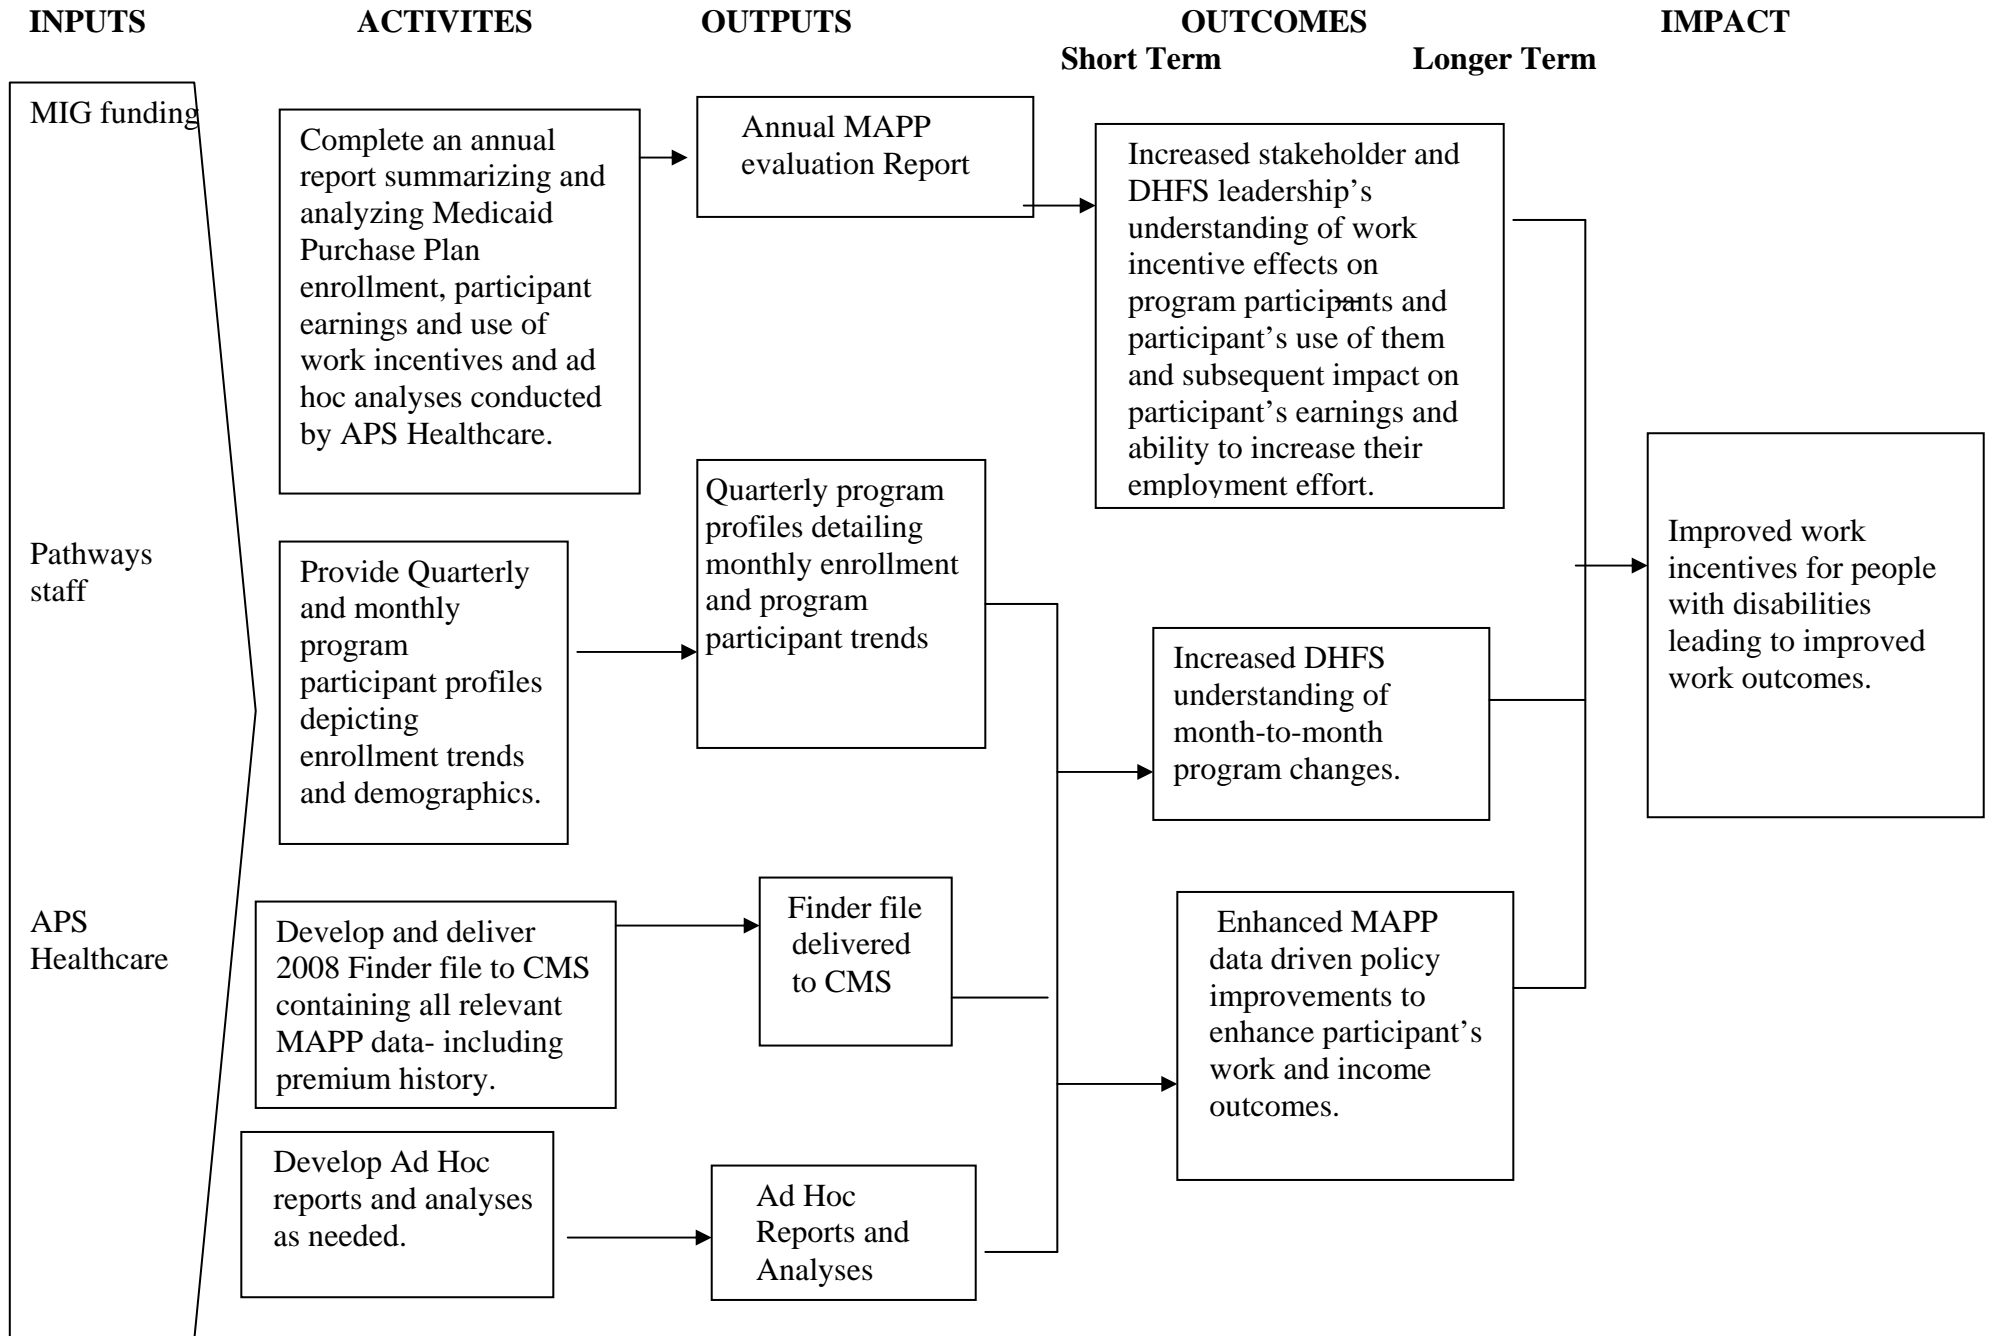 INPUTS
ACTIVITES
OUTPUTS
OUTCOMES
IMPACT
Short Term
Longer Term
MIG funding
Pathways
staff
APS
Healthcare
Complete an annual
report summarizing and
analyzing Medicaid
Purchase Plan
enrollment, participant
earnings and use of
work incentives and ad
hoc analyses conducted
by APS Healthcare.
Provide Quarterly
and monthly
program
participant profiles
depicting
enrollment trends
and demographics.
Develop and deliver
2008 Finder file to CMS
containing all relevant
MAPP data- including
premium history.
Develop Ad Hoc
reports and analyses
as needed.
Annual MAPP
evaluation Report
Quarterly program
profiles detailing
monthly enrollment
and program
participant trends
Finder file
delivered
to CMS
Ad Hoc
Reports and
Analyses
Increased stakeholder and
DHFS leadership’s
understanding of work
incentive effects on
program participants and
participant’s use of them
and subsequent impact on
participant’s earnings and
ability to increase their
employment effort.
Increased DHFS
understanding of
month-to-month
program changes.
Enhanced MAPP
data driven policy
improvements to
enhance participant’s
work and income
outcomes.
Improved work
incentives for people
with disabilities
leading to improved
work outcomes.